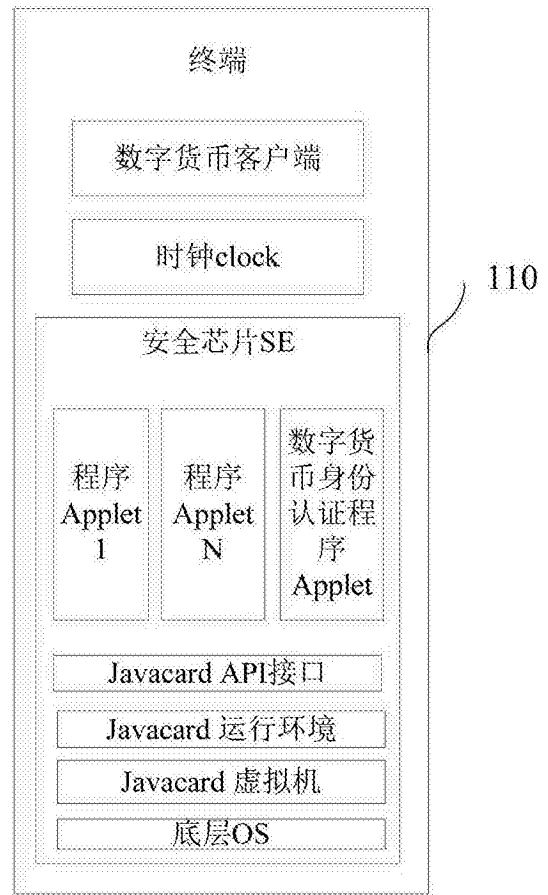 终端
数字货币客户端
时钟clock
110
安全芯片SE
程序
Applet
1
程序
Applet
N
数字货
币身份
认证程
序
Applet
Javacard API接口
Javacard 运行环境
Javacard 虚拟机
底层OS